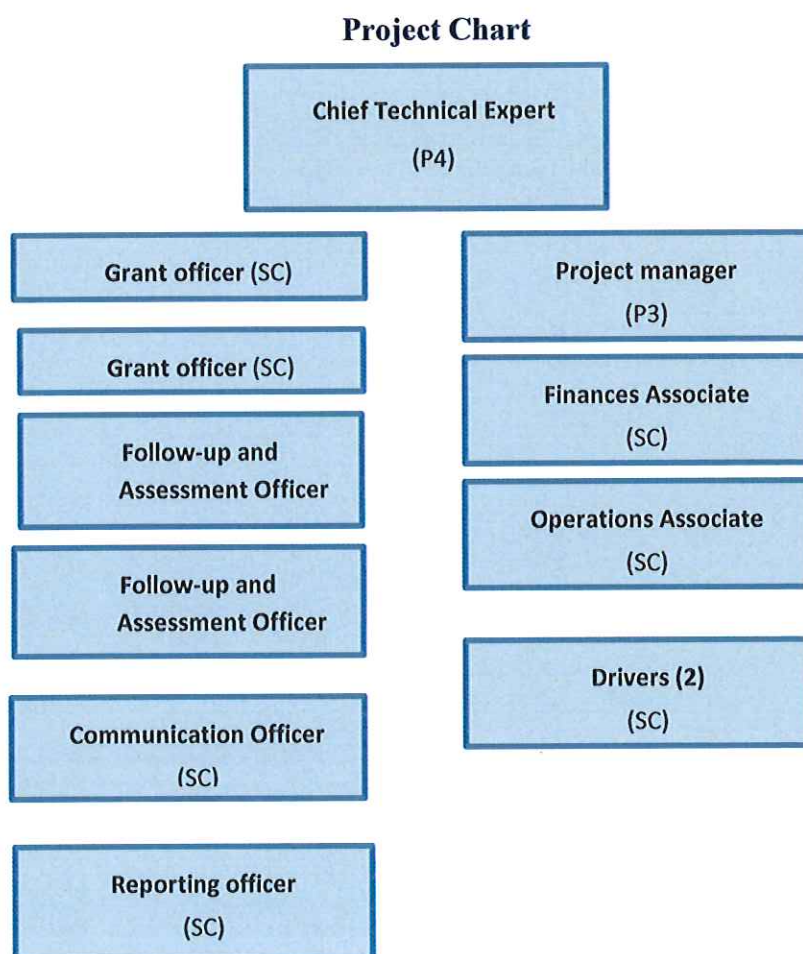 Project Chart
Chief Technical Expert
(P4)
Grant officer (SC)
Grant officer (SC)
Follow-up and
Assessment Officer
Follow-up and
Assessment Officer
Communication Officer
(SC)
Reporting officer
(SC)
Project manager
(P3)
Finances Associate
(SC)
Operations Associate
(SC)
Drivers (2)
(SC)